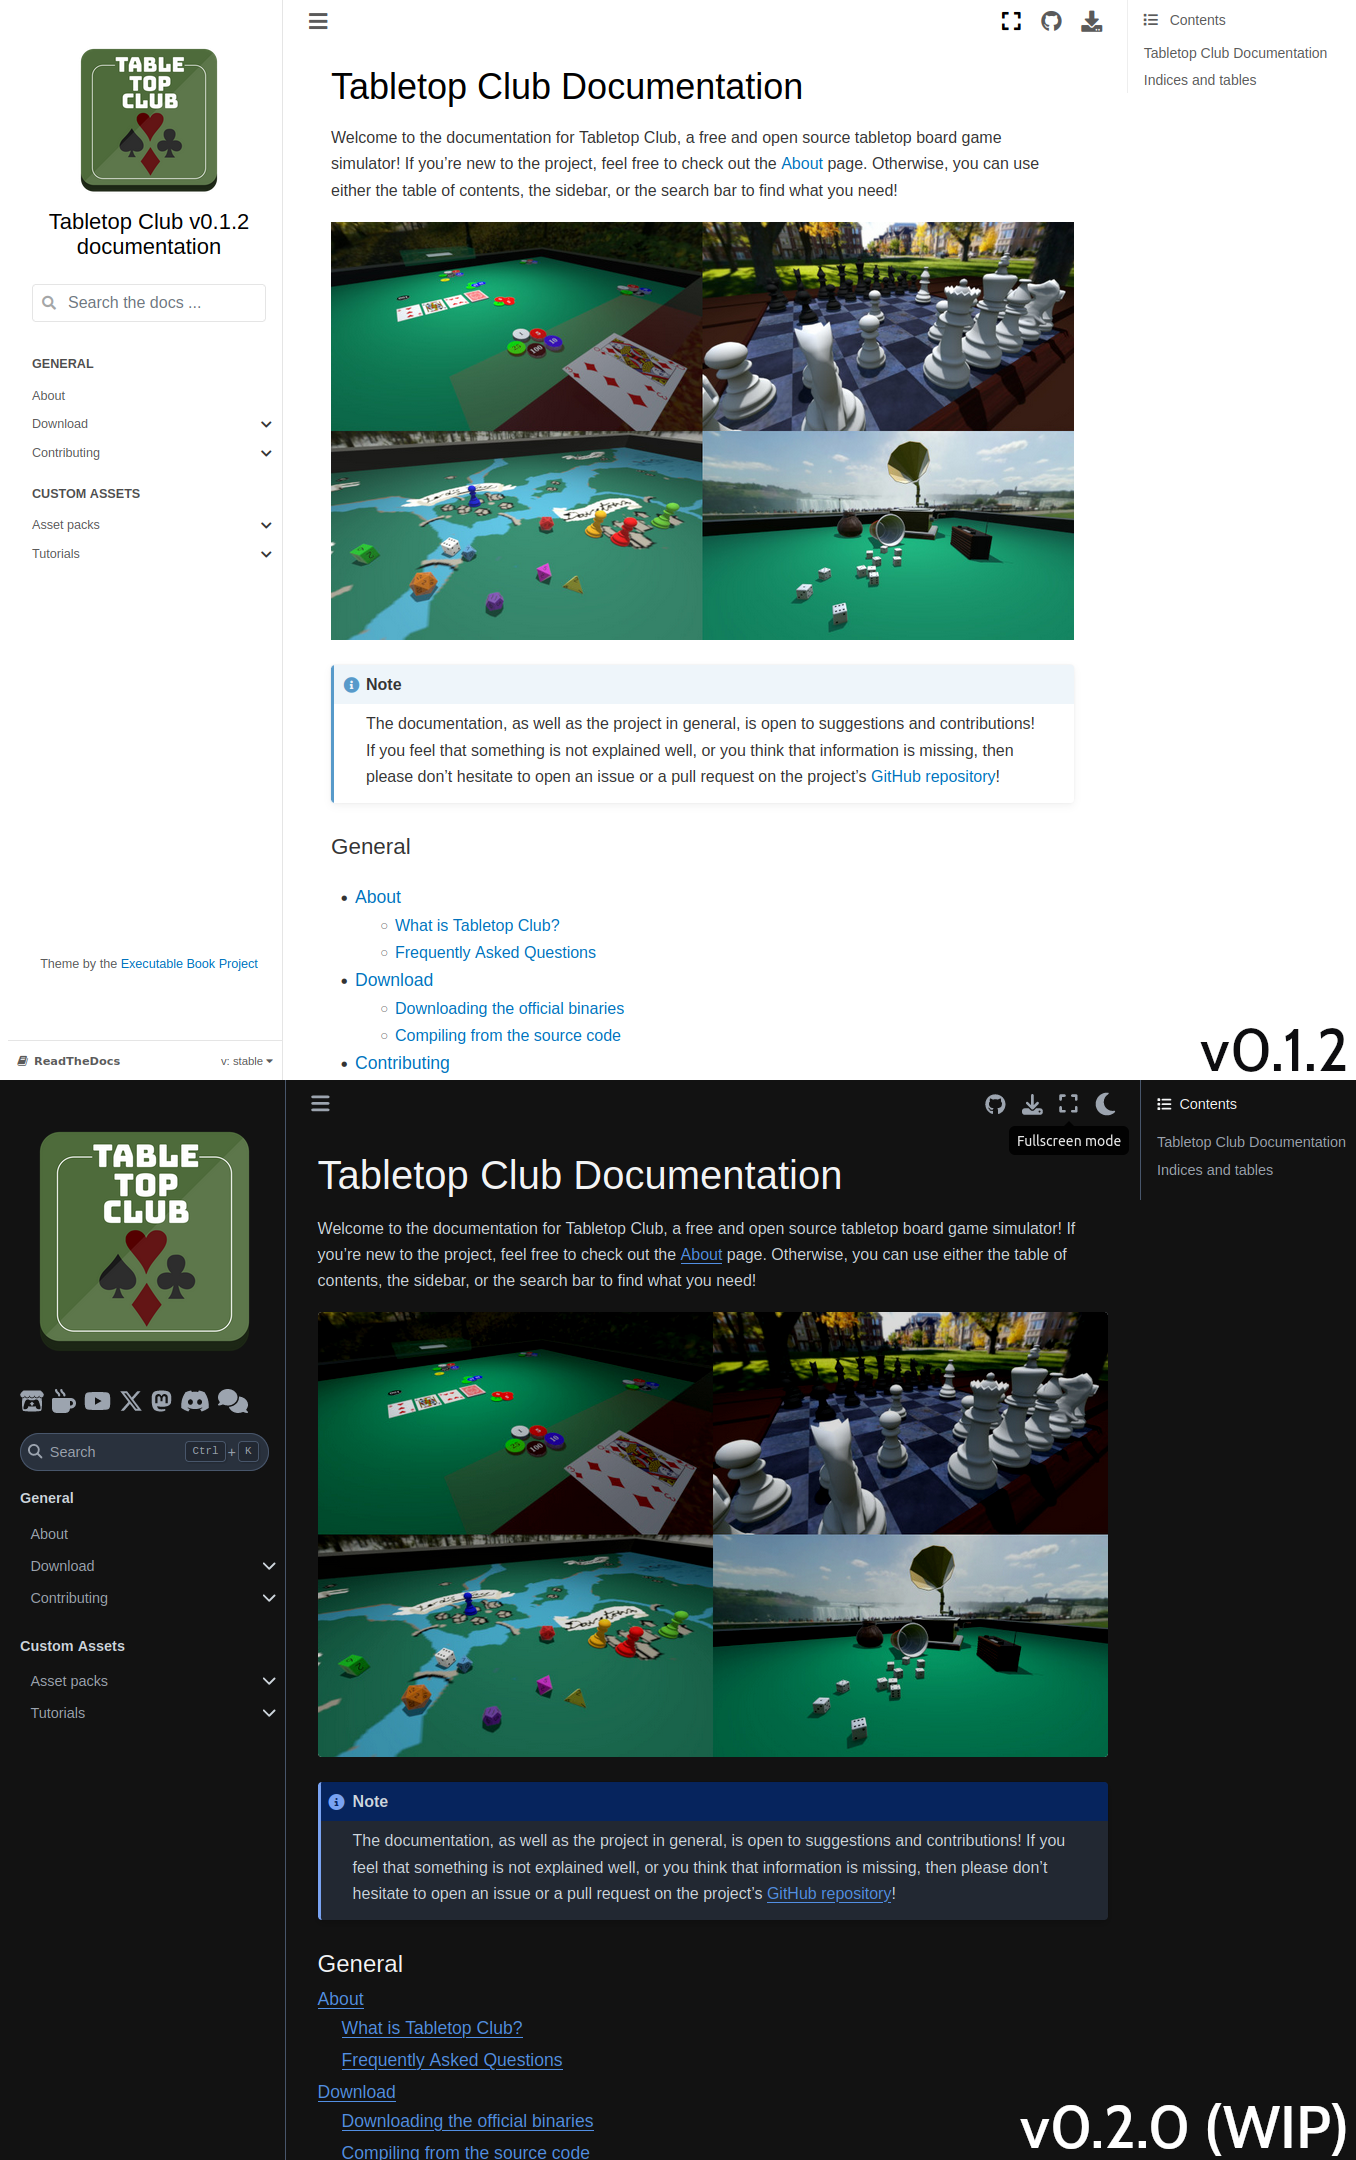 TABLE
TOP
CLUB
Tabletop Club v0.1.2
documentation
Search the docs ...
GENERAL
About
Download
Contributing
CUSTOM ASSETS
Asset packs
Tutorials
Theme by the Executable Book Project
ReadTheDocs
v: stable
Tabletop Club Documentation
Welcome to the documentation for Tabletop Club, a free and open source tabletop board game
simulator! If you’re new to the project, feel free to check out the About page. Otherwise, you can use
either the table of contents, the sidebar, or the search bar to find what you need!
Note
The documentation, as well as the project in general, is open to suggestions and contributions!
If you feel that something is not explained well, or you think that information is missing, then
please don’t hesitate to open an issue or a pull request on the project’s GitHub repository!
General
About
What is Tabletop Club?
Frequently Asked Questions
Download
Downloading the official binaries
Compiling from the source code
Contributing
Contents
Tabletop Club Documentation
Indices and tables
v0.1.2
TABLE
TOP
CLUB
Search
Ctrl + K
General
About
Download
Contributing
Custom Assets
Asset packs
Tutorials
Fullscreen mode
Tabletop Club Documentation
Welcome to the documentation for Tabletop Club, a free and open source tabletop board game simulator! If
you’re new to the project, feel free to check out the About page. Otherwise, you can use either the table of
contents, the sidebar, or the search bar to find what you need!
Note
The documentation, as well as the project in general, is open to suggestions and contributions! If you
feel that something is not explained well, or you think that information is missing, then please don’t
hesitate to open an issue or a pull request on the project’s GitHub repository!
General
About
What is Tabletop Club?
Frequently Asked Questions
Download
Downloading the official binaries
Compiling from the source code
Contents
Tabletop Club Documentation
Indices and tables
v0.2.0 (WIP)